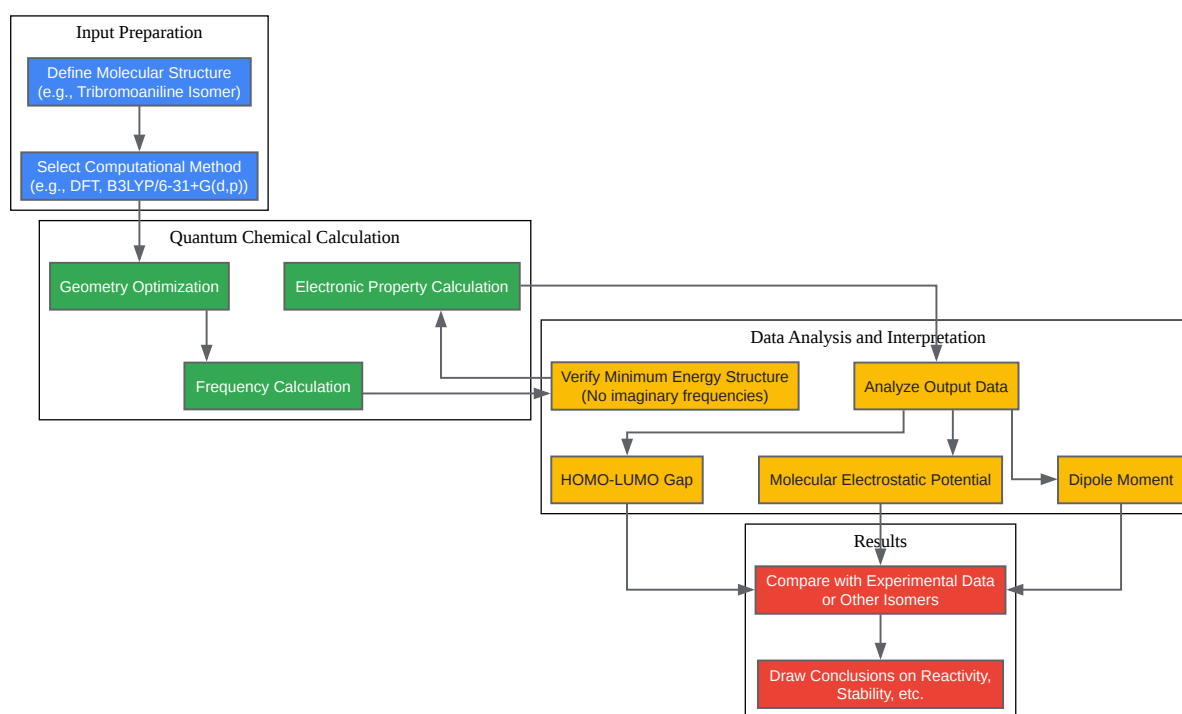 Input Preparation
Define Molecular Structure
(e.g., Tribromoaniline Isomer)
Select Computational Method
(e.g., DFT, B3LYP/6-31+G(d,p))
Quantum Chemical Calculation
Geometry Optimization
Electronic Property Calculation
Frequency Calculation
Data Analysis and Interpretation
Verify Minimum Energy Structure
(No imaginary frequencies)
Analyze Output Data
HOMO-LUMO Gap
Molecular Electrostatic Potential
Dipole Moment
Results
Compare with Experimental Data
or Other Isomers
Draw Conclusions on Reactivity,
Stability, etc.